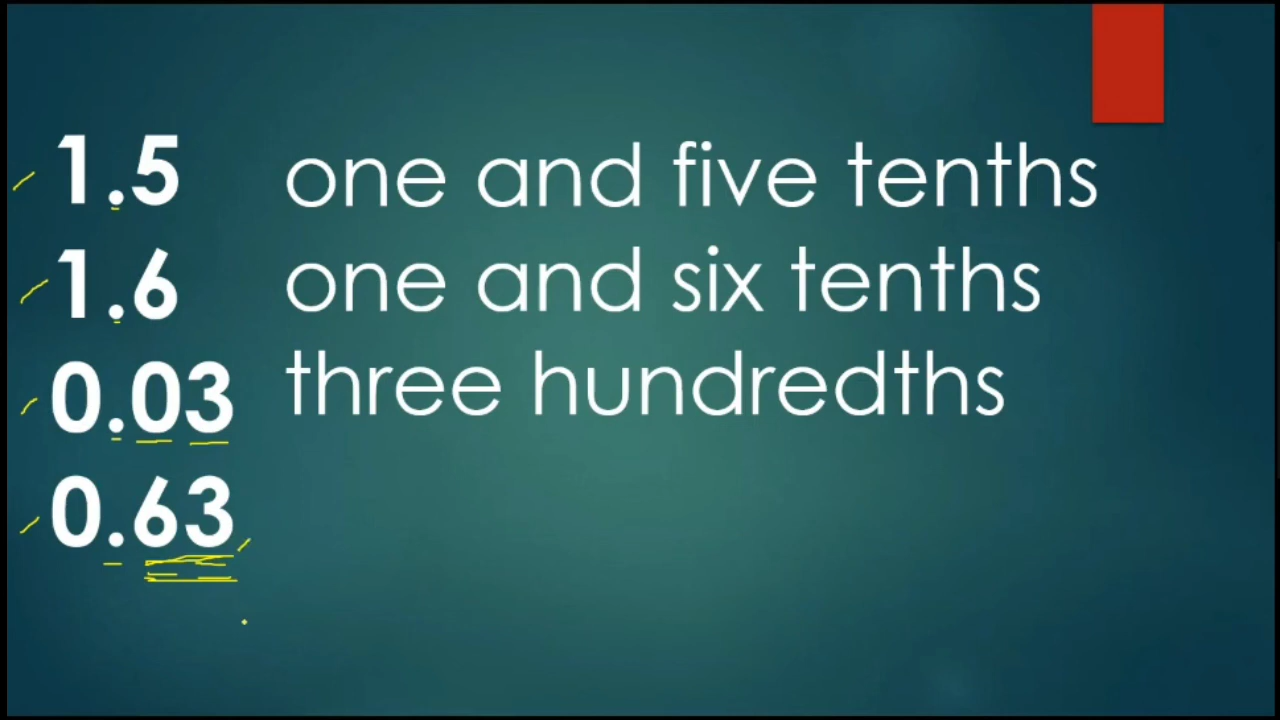 1.5 one and five tenths
1.6 one and six tenths
0.03 three hundredths
0.63